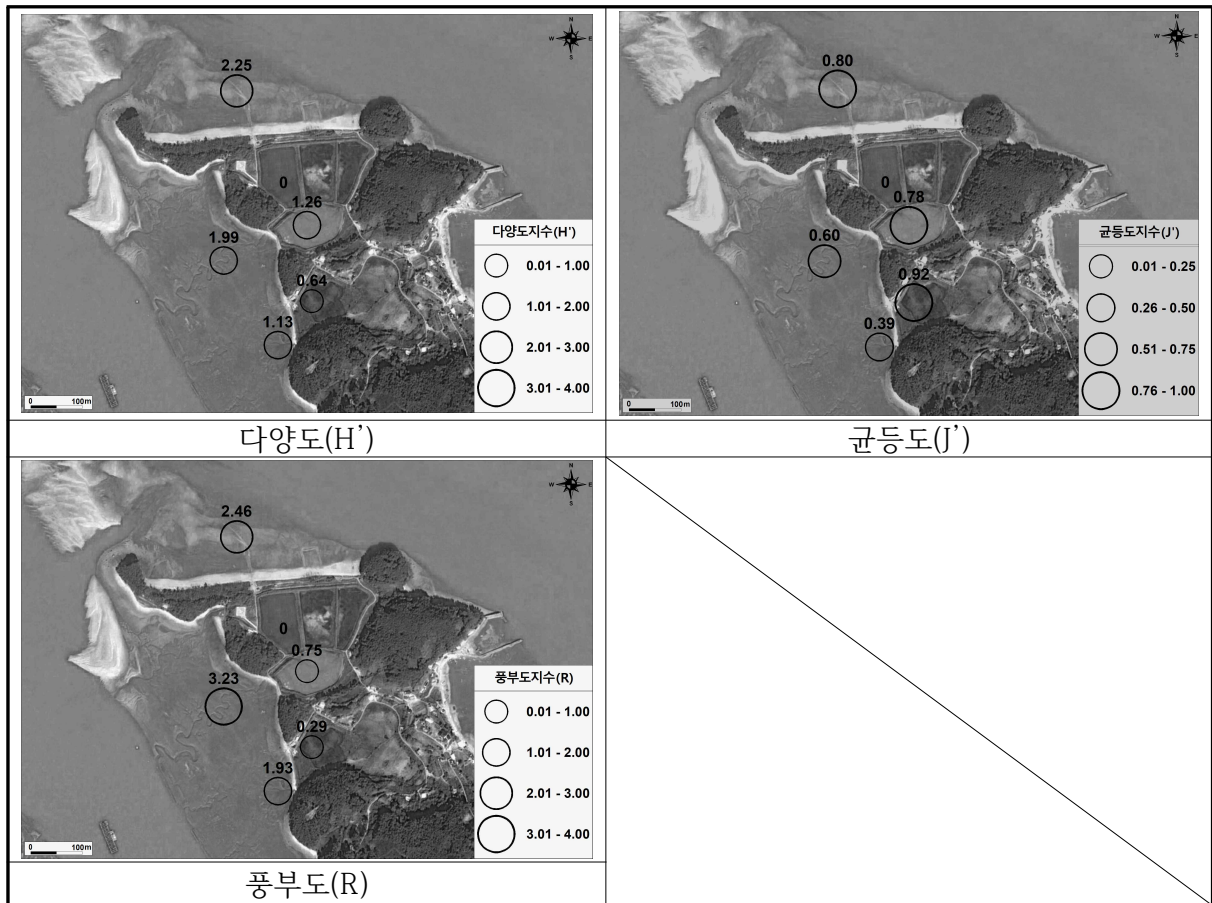 N
W E
S
2.25
0
1.26
1.99
0.64
1.13
다양도지수(H')
0.01 - 1.00
1.01 - 2.00
2.01 - 3.00
3.01 - 4.00
0 100m
다양도(H’)
N
W E
S
0.80
0
0.78
0.60
0.92
0.39
균등도지수(J')
0.01 - 0.25
0.26 - 0.50
0.51 - 0.75
0.76 - 1.00
0 100m
균등도(J’)
N
W E
S
2.46
0
0.75
3.23
0.29
1.93
풍부도지수(R)
0.01 - 1.00
1.01 - 2.00
2.01 - 3.00
3.01 - 4.00
0 100m
풍부도(R)